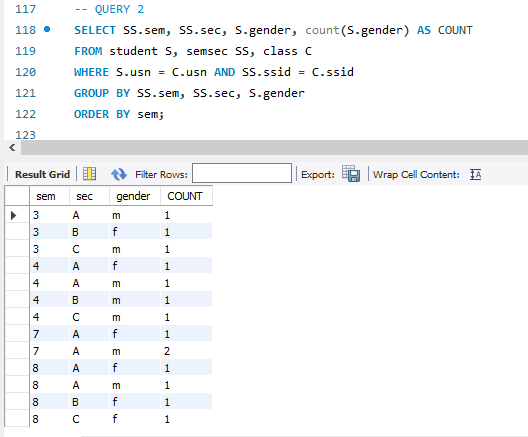 117 -- QUERY 2
118 SELECT SS.sem, SS.sec, S.gender, count(S.gender) AS COUNT
119 FROM student S, semsec SS, class C
120 WHERE S.usn = C.usn AND SS.ssid = C.ssid
121 GROUP BY SS.sem, SS.sec, S.gender
122 ORDER BY sem;
123
Result Grid Filter Rows: Export: Wrap Cell Content: IA
sem sec gender COUNT
3 A m 1
3 B f 1
3 C m 1
4 A f 1
4 A m 1
4 B m 1
4 C m 1
7 A f 1
7 A m 2
8 A f 1
8 A m 1
8 B f 1
8 C f 1